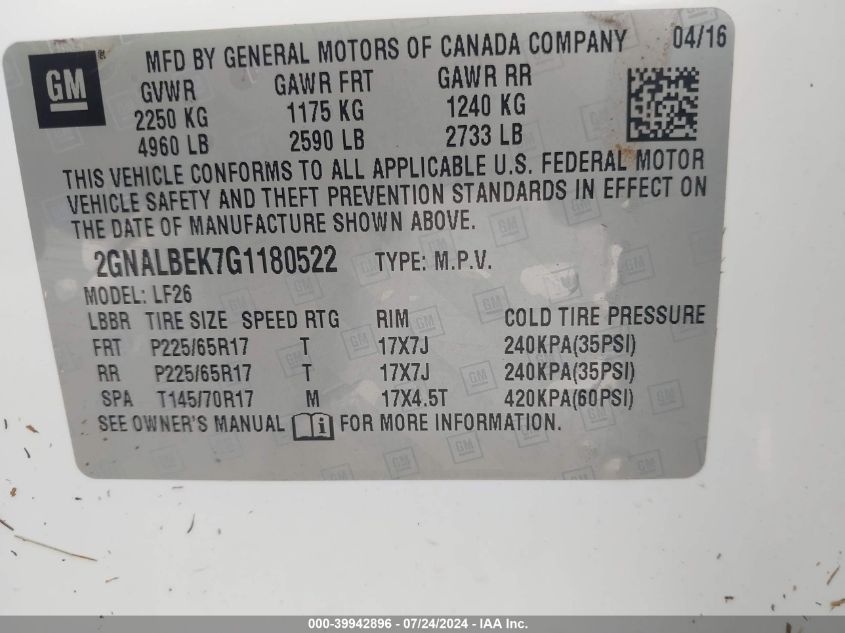 GM
MFD BY GENERAL MOTORS OF CANADA COMPANY 04/16
GVWR GAWR FRT GAWR RR
2250 KG 1175 KG 1240 KG
4960 LB 2590 LB 2733 LB
THIS VEHICLE CONFORMS TO ALL APPLICABLE U.S. FEDERAL MOTOR
VEHICLE SAFETY AND THEFT PREVENTION STANDARDS IN EFFECT ON
THE DATE OF MANUFACTURE SHOWN ABOVE.
2GNALBEK7G1180522 TYPE: M.P.V.
MODEL: LF26
LBBR TIRE SIZE SPEED RTG RIM COLD TIRE PRESSURE
FRT P225/65R17 T 17X7J 240KPA(35PSI)
RR P225/65R17 T 17X7J 240KPA(35PSI)
SPA T145/70R17 M 17X4.5T 420KPA(60PSI)
SEE OWNER'S MANUAL FOR MORE INFORMATION.
000-39942896 - 07/24/2024 - IAA Inc.